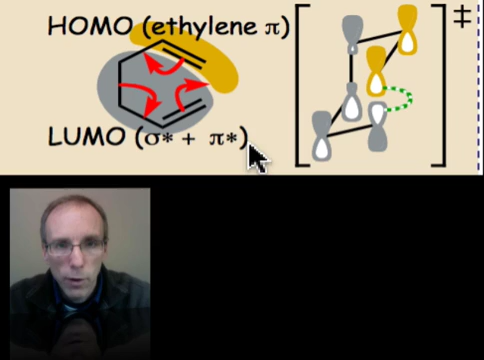 HOMO (ethylene π)
‡
LUMO (σ* + π*)